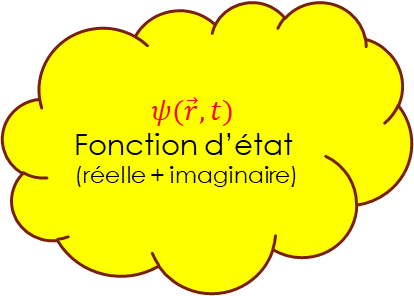 ψ(r⃗, t)
Fonction d’état
(réelle + imaginaire)